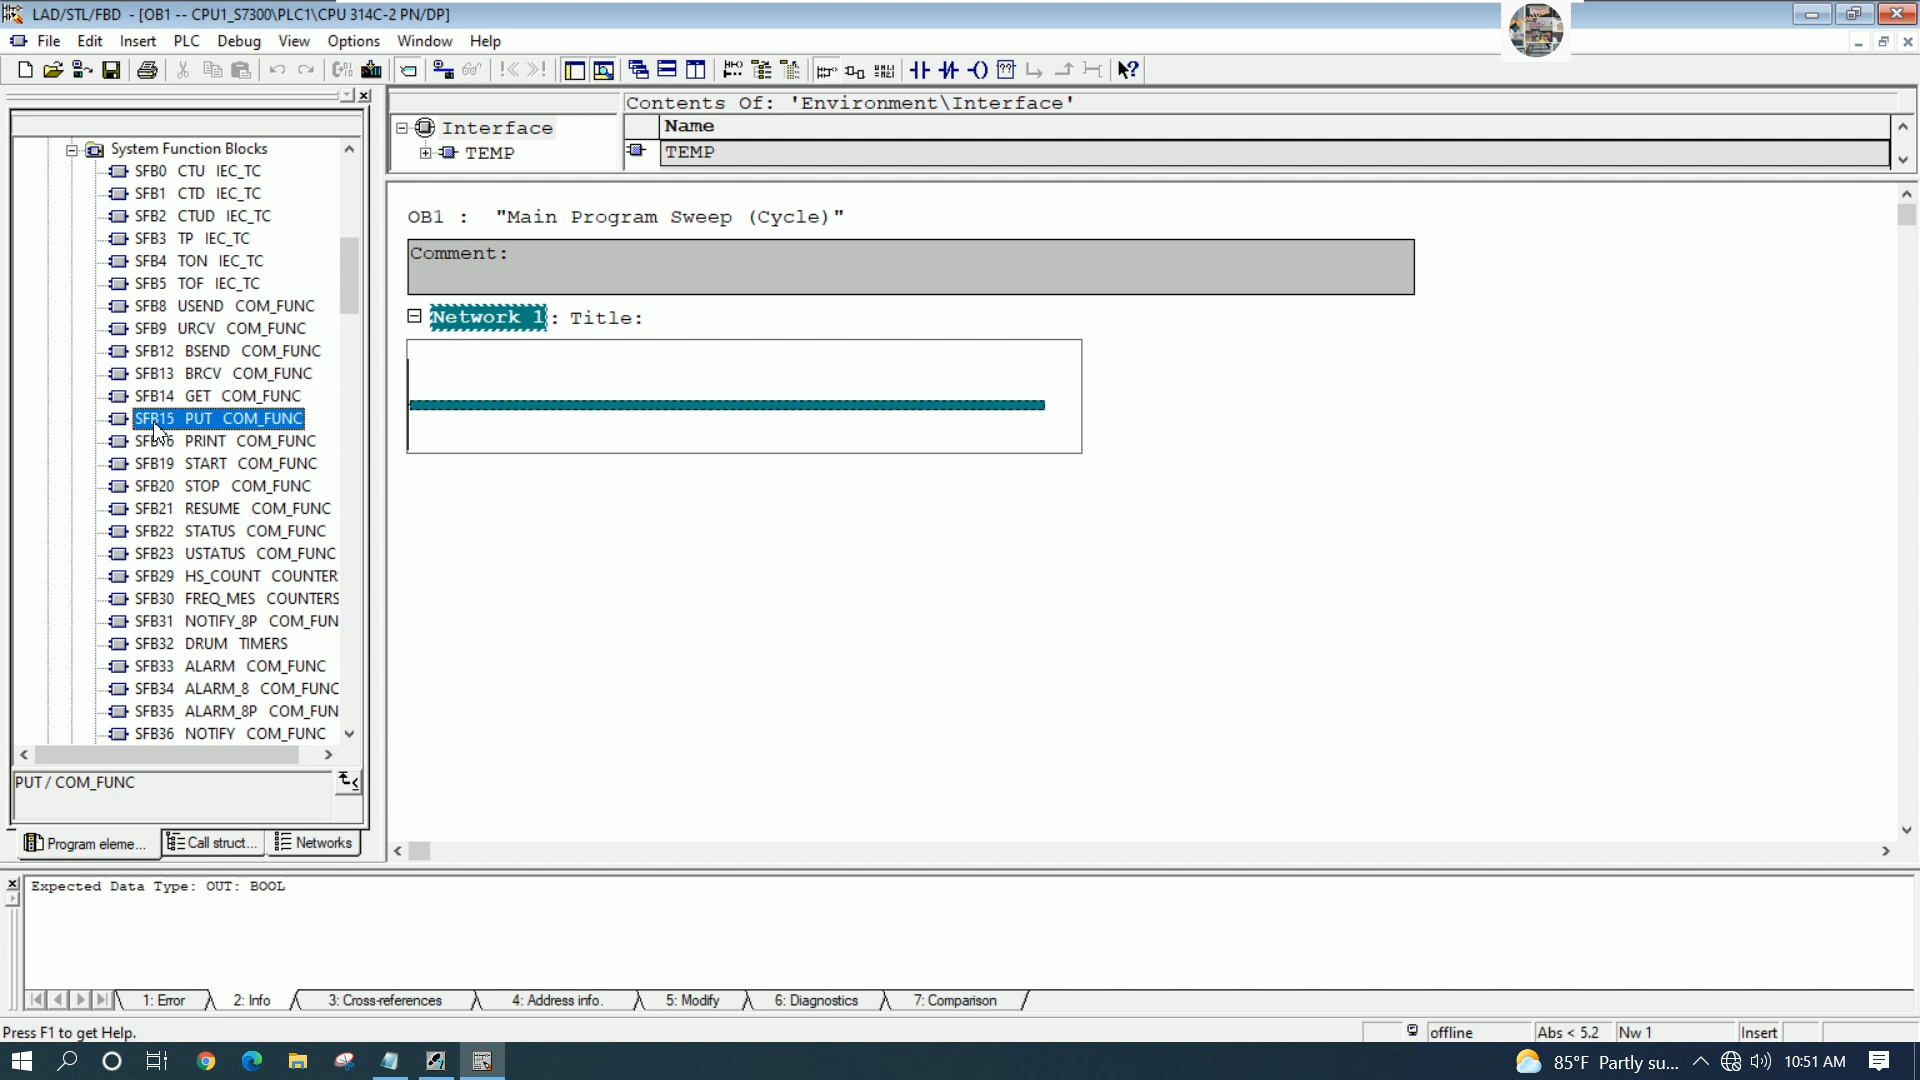 LAD/STL/FBD - [OB1 -- CPU1_S7300\PLC1\CPU 314C-2 PN/DP]
File Edit Insert PLC Debug View Options Window Help
Contents Of: 'Environment\Interface'
Interface
Name
TEMP
TEMP
System Function Blocks
SFB0 CTU IEC_TC
SFB1 CTD IEC_TC
SFB2 CTUD IEC_TC
SFB3 TP IEC_TC
SFB4 TON IEC_TC
SFB5 TOF IEC_TC
SFB8 USEND COM_FUNC
SFB9 URCV COM_FUNC
SFB12 BSEND COM_FUNC
SFB13 BRCV COM_FUNC
SFB14 GET COM_FUNC
SFB15 PUT COM_FUNC
SFB16 PRINT COM_FUNC
SFB19 START COM_FUNC
SFB20 STOP COM_FUNC
SFB21 RESUME COM_FUNC
SFB22 STATUS COM_FUNC
SFB23 USTATUS COM_FUNC
SFB29 HS_COUNT COUNTER
SFB30 FREQ_MES COUNTERS
SFB31 NOTIFY_8P COM_FUN
SFB32 DRUM TIMERS
SFB33 ALARM COM_FUNC
SFB34 ALARM_8 COM_FUNC
SFB35 ALARM_8P COM_FUN
SFB36 NOTIFY COM_FUNC
PUT / COM_FUNC
Program eleme... Call struct... Networks
OB1 : "Main Program Sweep (Cycle)"
Comment:
Network 1: Title:
Expected Data Type: OUT: BOOL
1: Error 2: Info 3: Cross-references 4: Address info. 5: Modify 6: Diagnostics 7: Comparison
Press F1 to get Help.
offline Abs < 5.2 Nw 1 Insert
85°F Partly su... 10:51 AM